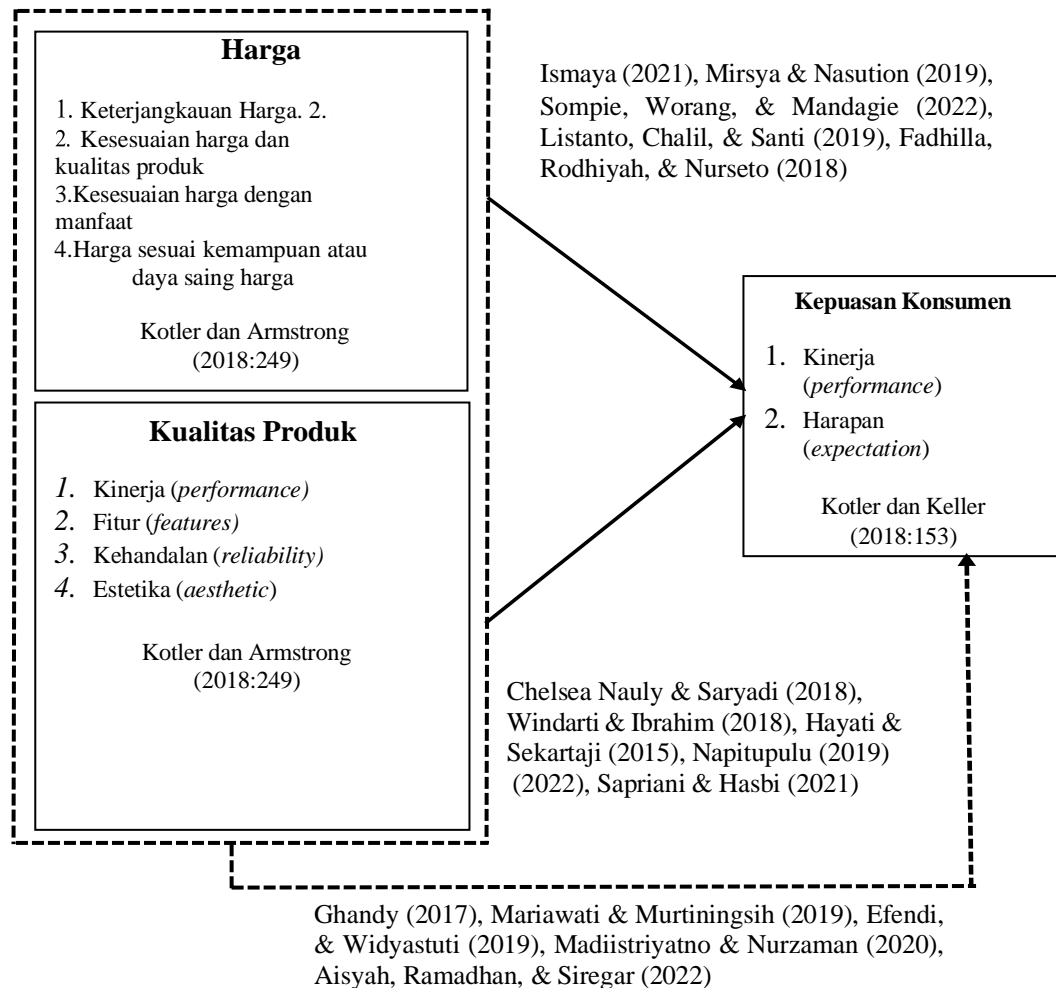 Harga
1. Keterjangkauan Harga. 2.
2. Kesesuaian harga dan
kualitas produk
3.Kesesuaian harga dengan
manfaat
4.Harga sesuai kemampuan atau
daya saing harga
Kotler dan Armstrong
(2018:249)
Ismaya (2021), Mirsya & Nasution (2019),
Sompie, Worang, & Mandagie (2022),
Listanto, Chalil, & Santi (2019), Fadhilla,
Rodhiyah, & Nurseto (2018)
Kualitas Produk
1. Kinerja (performance)
2. Fitur (features)
3. Kehandalan (reliability)
4. Estetika (aesthetic)
Kotler dan Armstrong
(2018:249)
Kepuasan Konsumen
1. Kinerja
(performance)
2. Harapan
(expectation)
Kotler dan Keller
(2018:153)
Chelsea Nauly & Saryadi (2018),
Windarti & Ibrahim (2018), Hayati &
Sekartaji (2015), Napitupulu (2019)
(2022), Sapriani & Hasbi (2021)
Ghandy (2017), Mariawati & Murtiningsih (2019), Efendi,
& Widyastuti (2019), Madiistriyatno & Nurzaman (2020),
Aisyah, Ramadhan, & Siregar (2022)